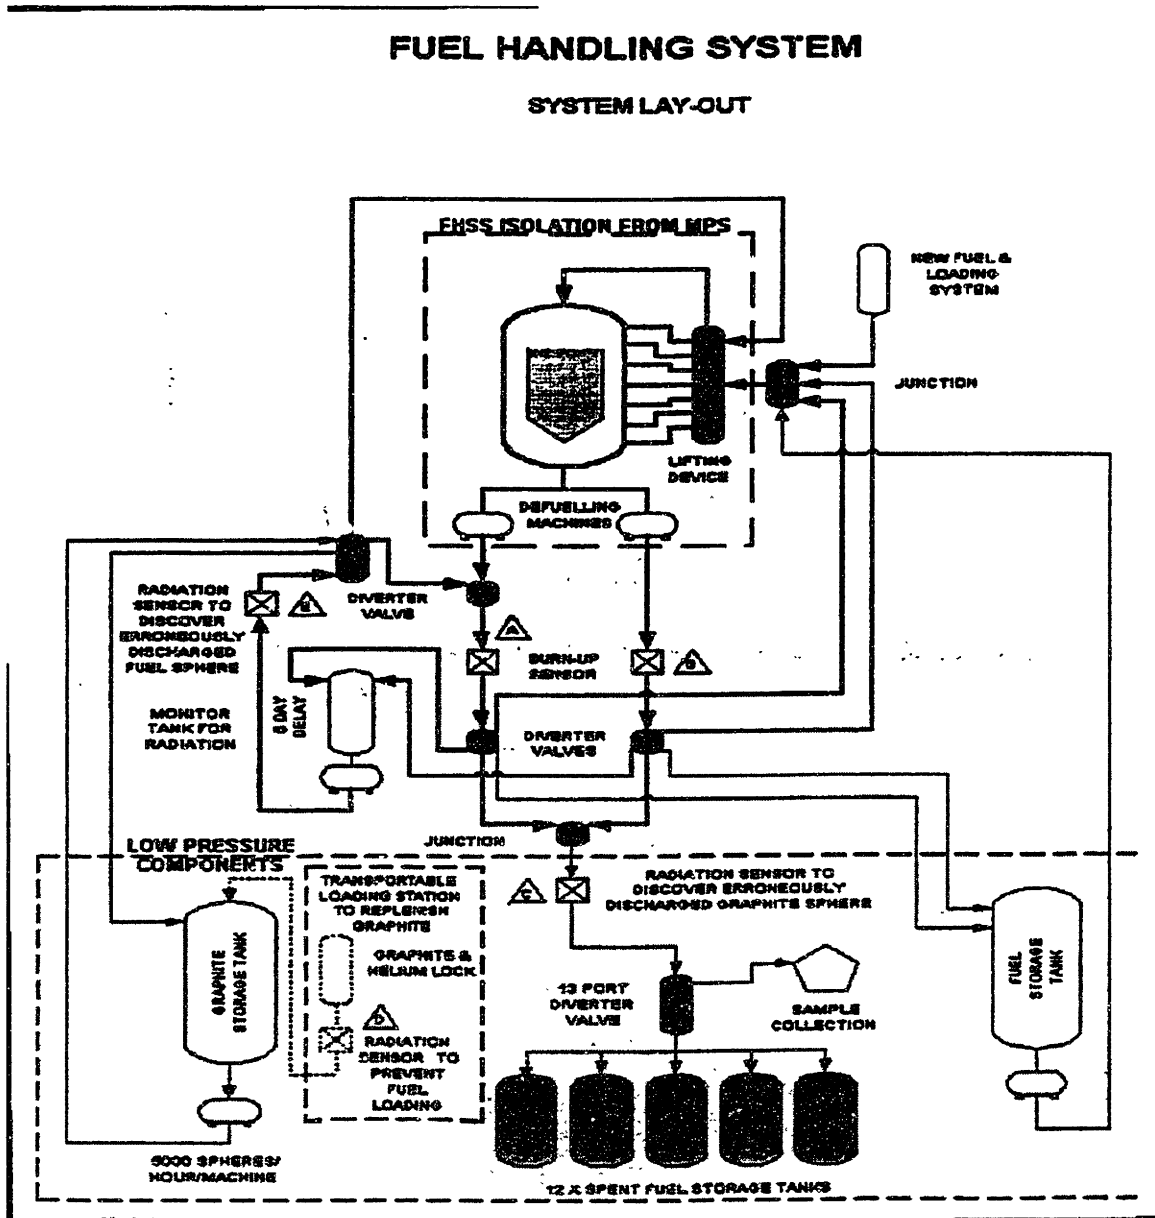 FUEL HANDLING SYSTEM
SYSTEM LAY-OUT
FHSS ISOLATION FROM MPS
NEW FUEL &
LOADING
SYSTEM
JUNCTION
LIFTING
DEVICE
DEFUELLING
MACHINES
RADIATION
SENSOR TO
DISCOVER
ERRONEOUSLY
DISCHARGED
FUEL SPHERE
E
DIVERTER
VALVE
A
BURN-UP
SENSOR
B
MONITOR
TANK FOR
RADIATION
DAY
DELAY
DIVERTER
VALVES
JUNCTION
LOW PRESSURE
COMPONENTS
TRANSPORTABLE
LOADING STATION
TO REPLENISH
GRAPHITE
GRAPHITE &
HELIUM LOCK
D
RADIATION
SENSOR TO
PREVENT
FUEL
LOADING
GRAPHITE
STORAGE TANK
C
RADIATION SENSOR TO
DISCOVER ERRONEOUSLY
DISCHARGED GRAPHITE SPHERE
13 PORT
DIVERTER
VALVE
SAMPLE
COLLECTION
FUEL
STORAGE
TANK
5000 SPHERES/
HOUR/MACHINE
12 X SPENT FUEL STORAGE TANKS